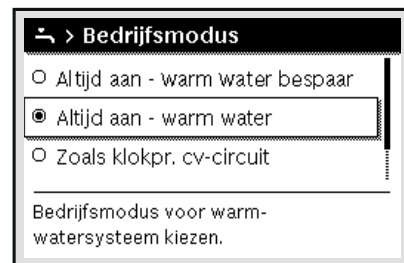 > Bedrijfsmodus
Altijd aan - warm water bespaar
Altijd aan - warm water
Zoals klokpr. cv-circuit
Bedrijfsmodus voor warm-
watersysteem kiezen.